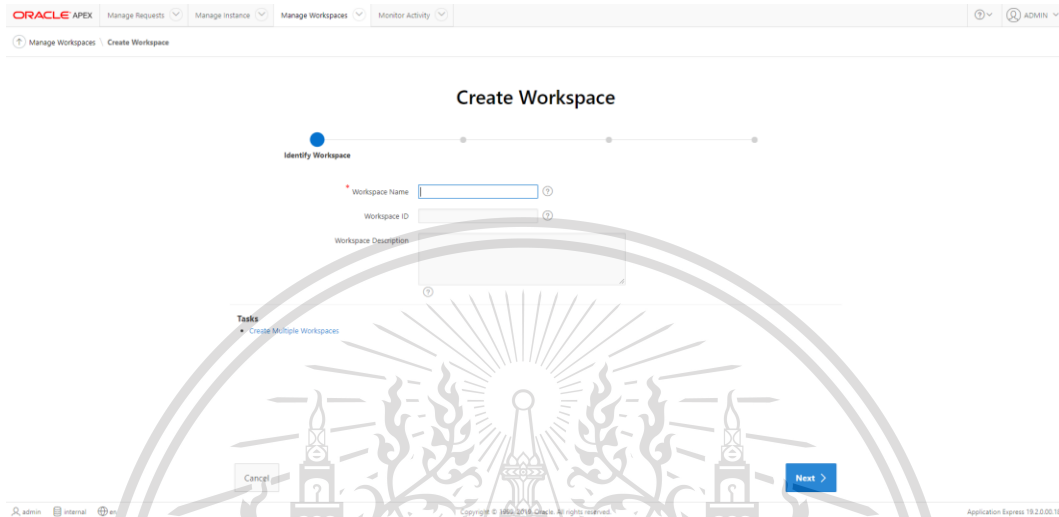 ORACLE APEX Manage Requests Manage Instance Manage Workspaces Monitor Activity ? ADMIN
Manage Workspaces \ Create Workspace
Create Workspace
Identify Workspace
* Workspace Name ?
Workspace ID ?
Workspace Description
?
Tasks
• Create Multiple Workspaces
Cancel Next >
admin internal en Copyright © 1999, 2019, Oracle. All rights reserved. Application Express 19.2.0.00.18